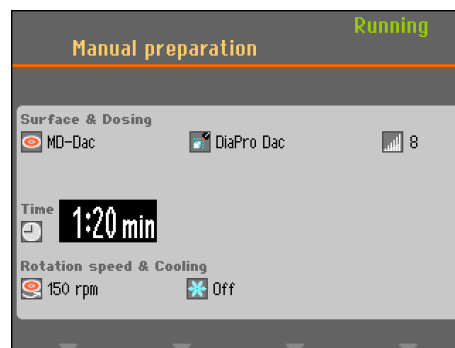 Running
Manual preparation
Surface & Dosing
MD-Dac DiaPro Dac 8
Time
1:20 min
Rotation speed & Cooling
150 rpm Off